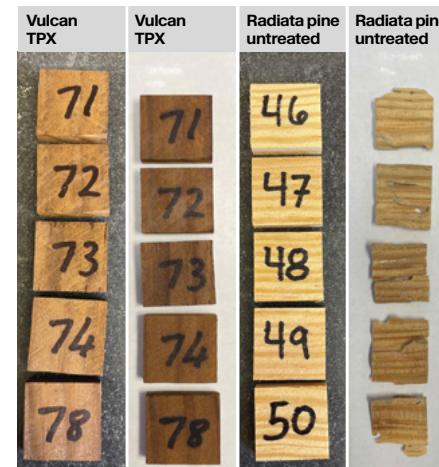 Vulcan
TPX
Vulcan
TPX
Radiata pine
untreated
Radiata pin
untreated
71
72
73
74
78
71
72
73
74
78
46
47
48
49
50